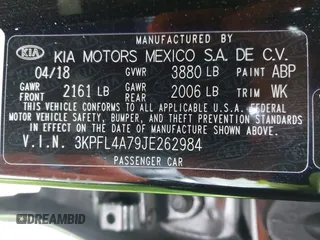 MANUFACTURED BY
KIA KIA MOTORS MEXICO S.A. DE C.V.
04/18 GVWR 3880 LB PAINT ABP
GAWR FRONT 2161 LB GAWR REAR 2006 LB TRIM WK
THIS VEHICLE CONFORMS TO ALL APPLICABLE U.S.A. FEDERAL
MOTOR VEHICLE SAFETY, BUMPER, AND THEFT PREVENTION STANDARDS
IN EFFECT ON THE DATE OF MANUFACTURE SHOWN ABOVE.
V.I.N. 3KPFL4A79JE262984
DREAMBID